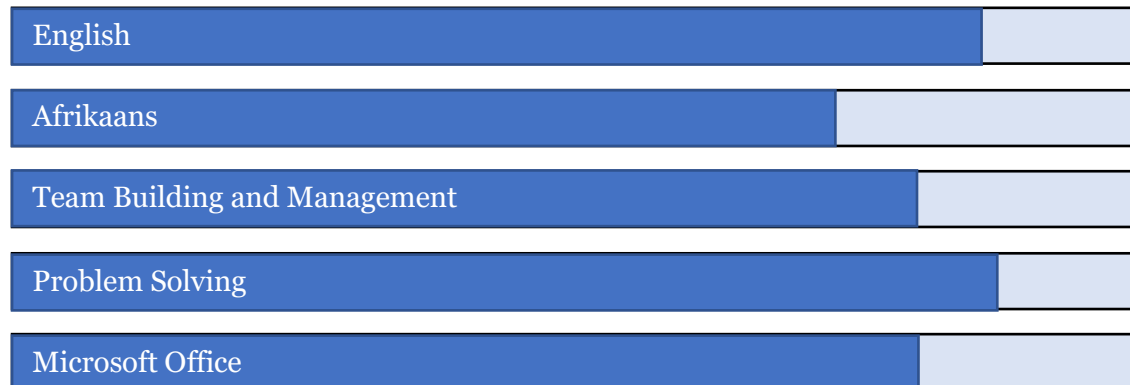 English
Afrikaans
Team Building and Management
Problem Solving
Microsoft Office